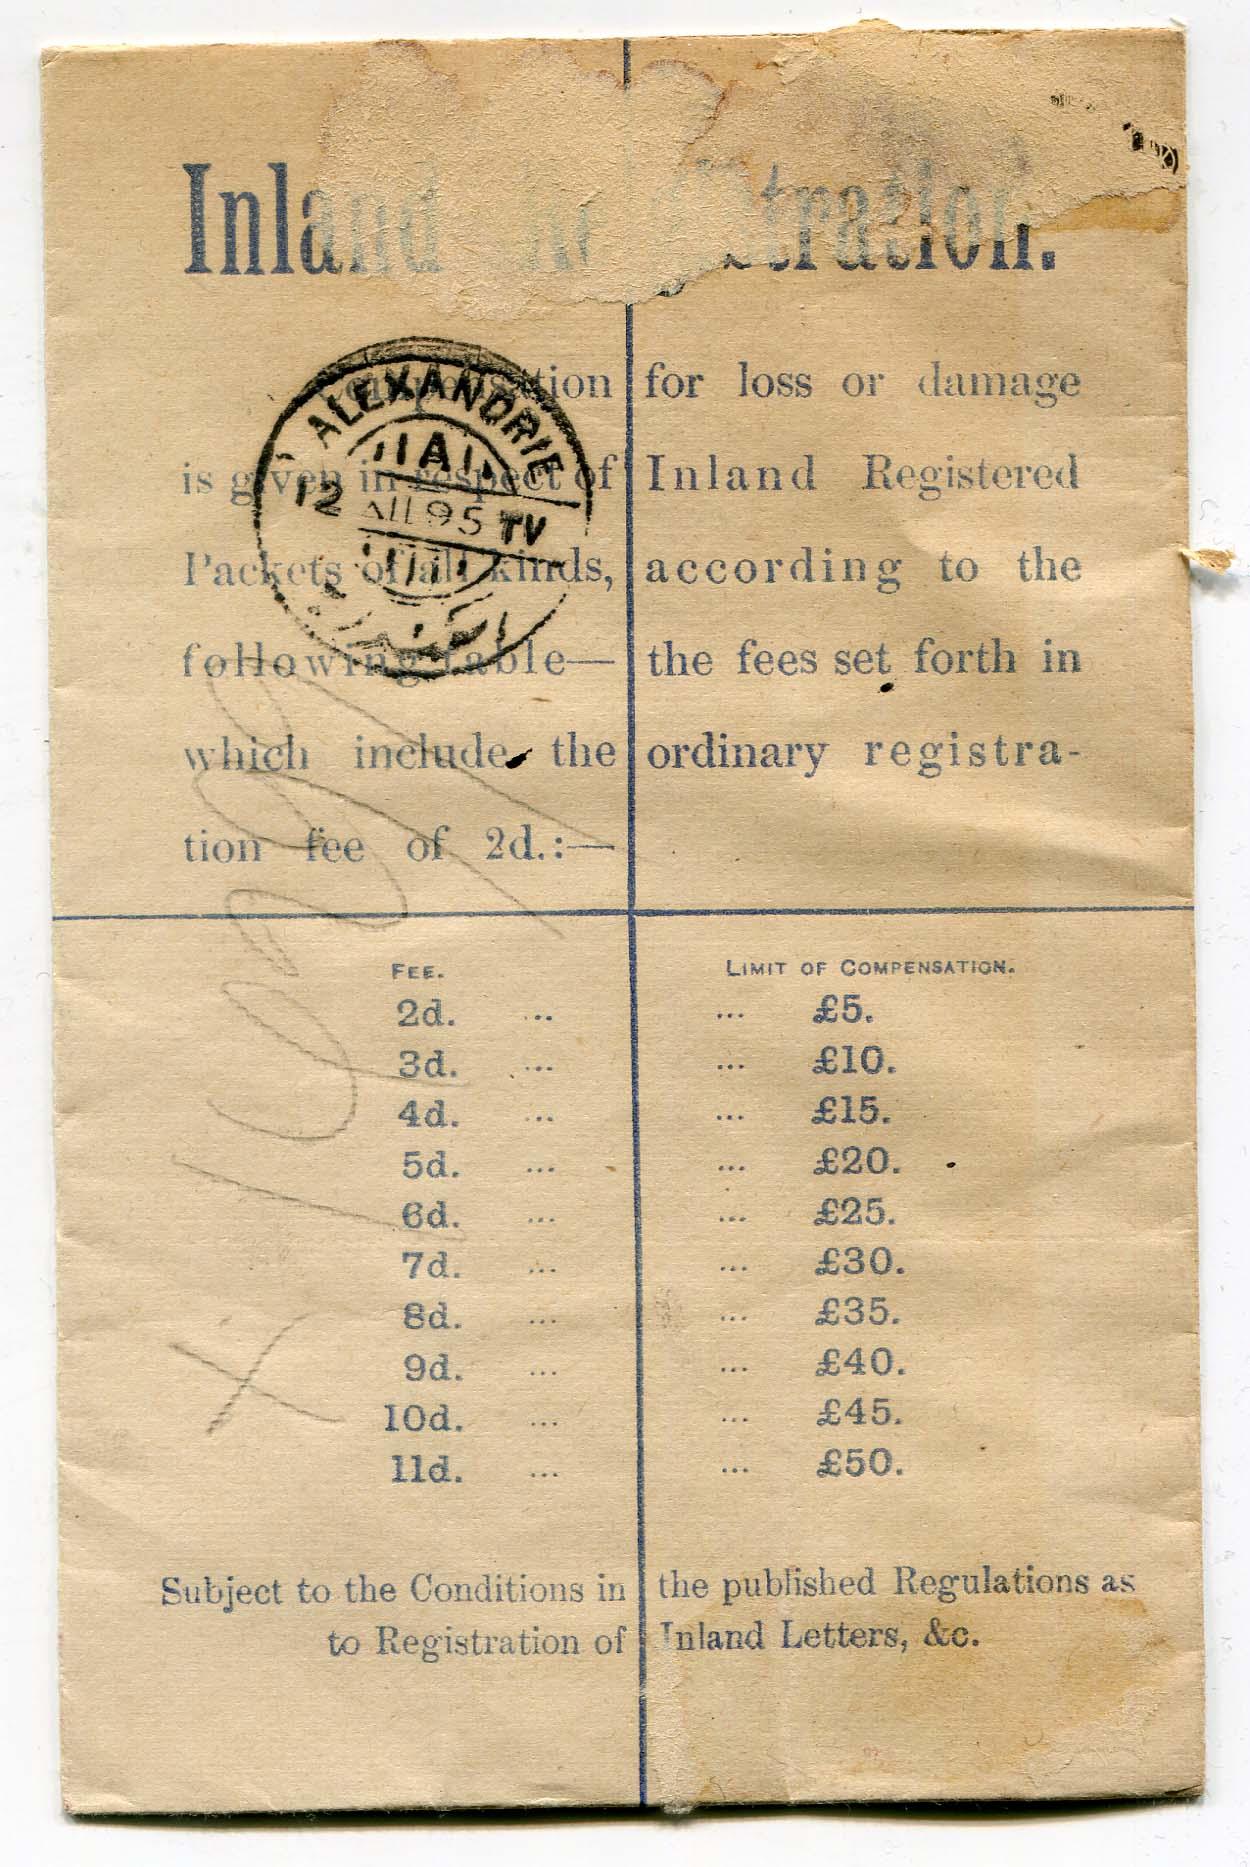 Inland Registration.
ALEXANDRIE
A
12 XII 95 TV
Compensation for loss or damage
is given in respect of Inland Registered
Packets of all kinds, according to the
following table— the fees set forth in
which include the ordinary registra-
tion fee of 2d.:—
FEE. LIMIT OF COMPENSATION.
2d. ... ... £5.
3d. ... ... £10.
4d. ... ... £15.
5d. ... ... £20.
6d. ... ... £25.
7d. ... ... £30.
8d. ... ... £35.
9d. ... ... £40.
10d. ... ... £45.
11d. ... ... £50.
Subject to the Conditions in the published Regulations as
to Registration of Inland Letters, &c.